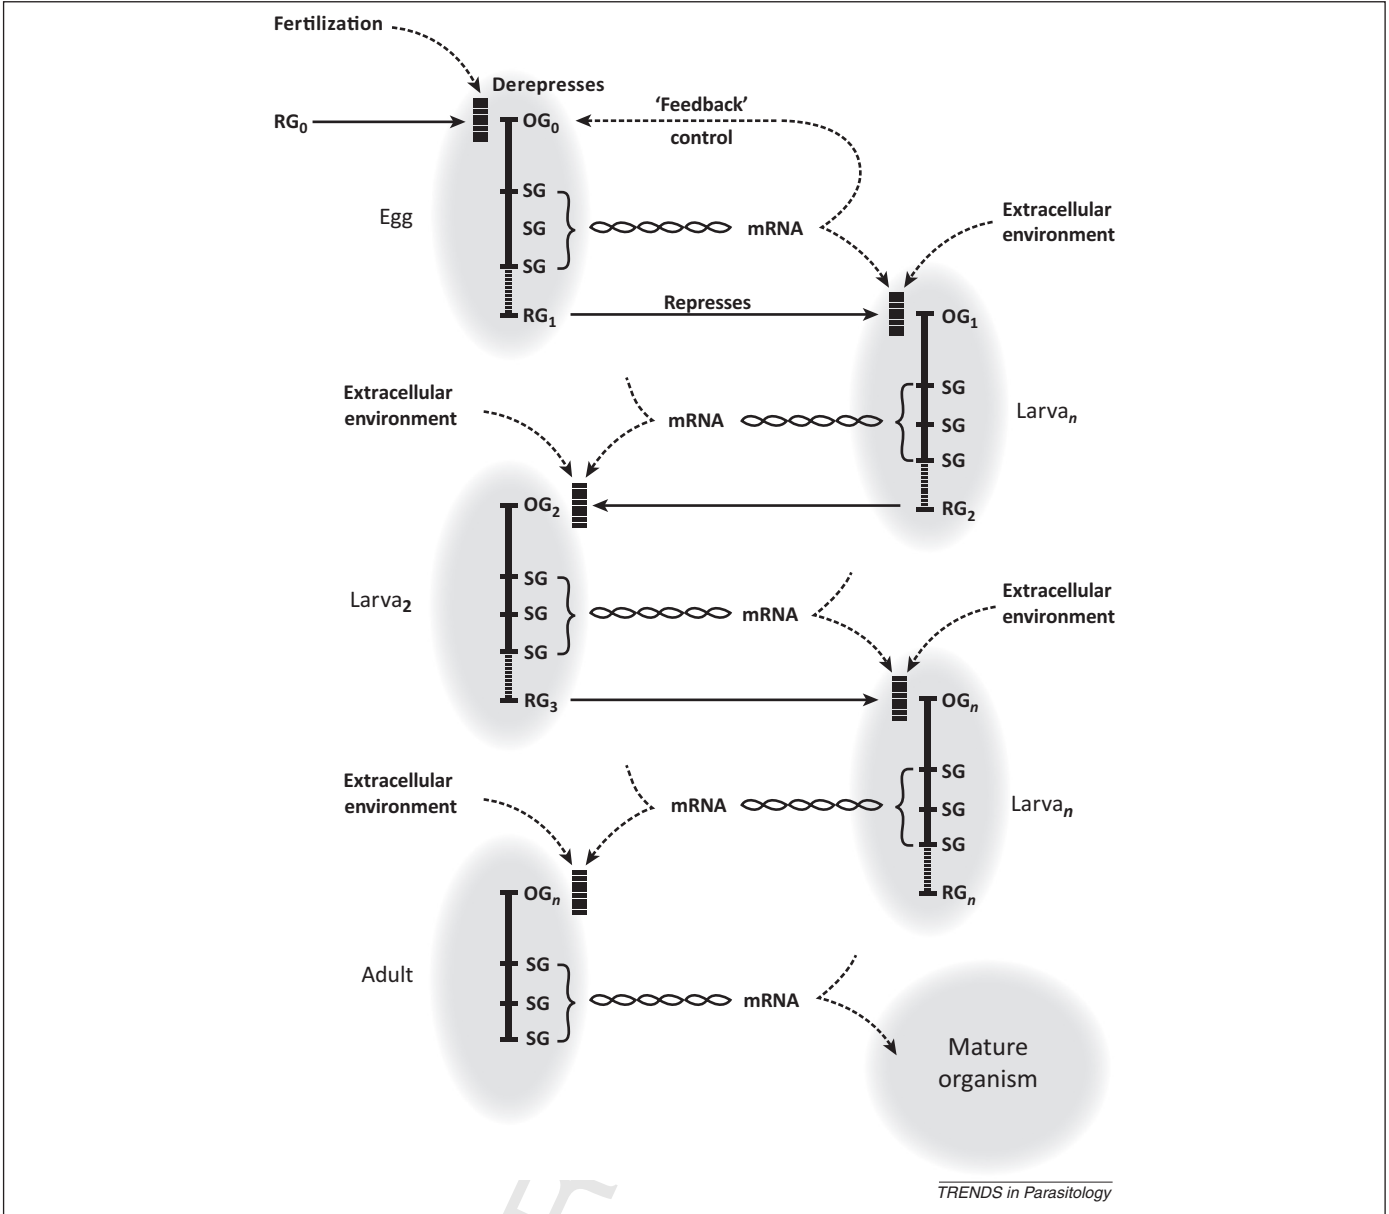 Fertilization
Derepresses
RG0
OG0
'Feedback'
control
SG
Egg
SG
mRNA
SG
Extracellular
environment
RG1
Represses
OG1
Extracellular
environment
mRNA
SG
SG
SG
Larvan
OG2
RG2
Larva2
SG
SG
SG
mRNA
Extracellular
environment
RG3
OGn
Extracellular
environment
mRNA
SG
SG
SG
Larvan
OGn
RGn
Adult
SG
SG
SG
mRNA
Mature
organism
TRENDS in Parasitology